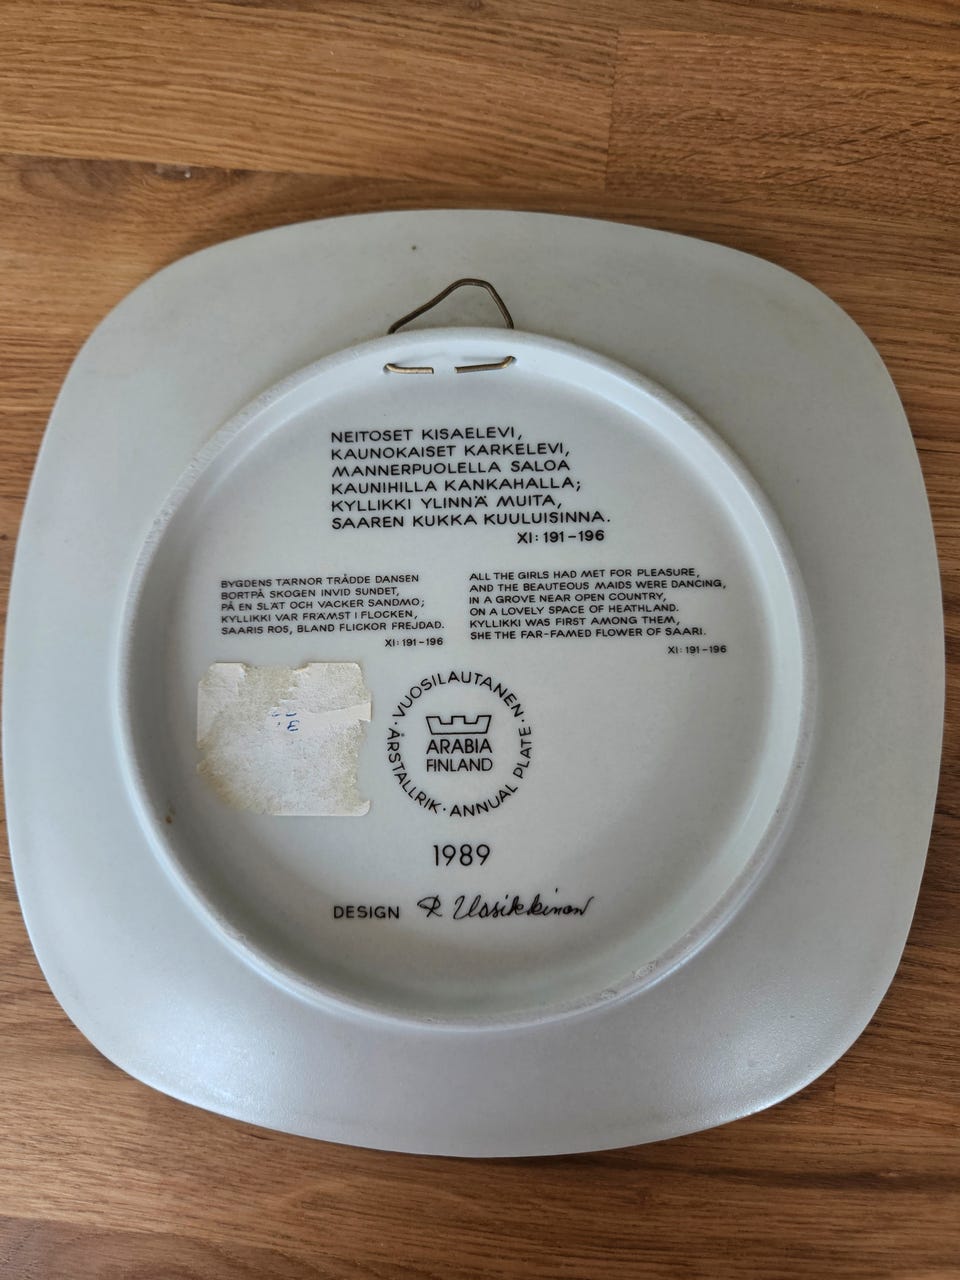 NEITOSET KISAELEVI,
KAUNOKAISET KARKELEVI,
MANNERPUOLELLA SALOA
KAUNIHILLA KANKAHALLA;
KYLLIKKI YLINNÄ MUITA,
SAAREN KUKKA KUULUISINNA.
XI: 191–196
BYGDENS TÄRNOR TRÅDDE DANSEN
BORTPÅ SKOGEN INVID SUNDET,
PÅ EN SLÄT OCH VACKER SANDMO;
KYLLIKKI VAR FRÄMST I FLOCKEN,
SAARIS ROS, BLAND FLICKOR FREJDAD.
XI: 191–196
ALL THE GIRLS HAD MET FOR PLEASURE,
AND THE BEAUTEOUS MAIDS WERE DANCING,
IN A GROVE NEAR OPEN COUNTRY,
ON A LOVELY SPACE OF HEATHLAND.
KYLLIKKI WAS FIRST AMONG THEM,
SHE THE FAR-FAMED FLOWER OF SAARI.
XI: 191–196
· VUOSILAUTANEN · ANNUAL PLATE · ÅRSTALLRIK
ARABIA
FINLAND
1989
DESIGN R Uosikkinen